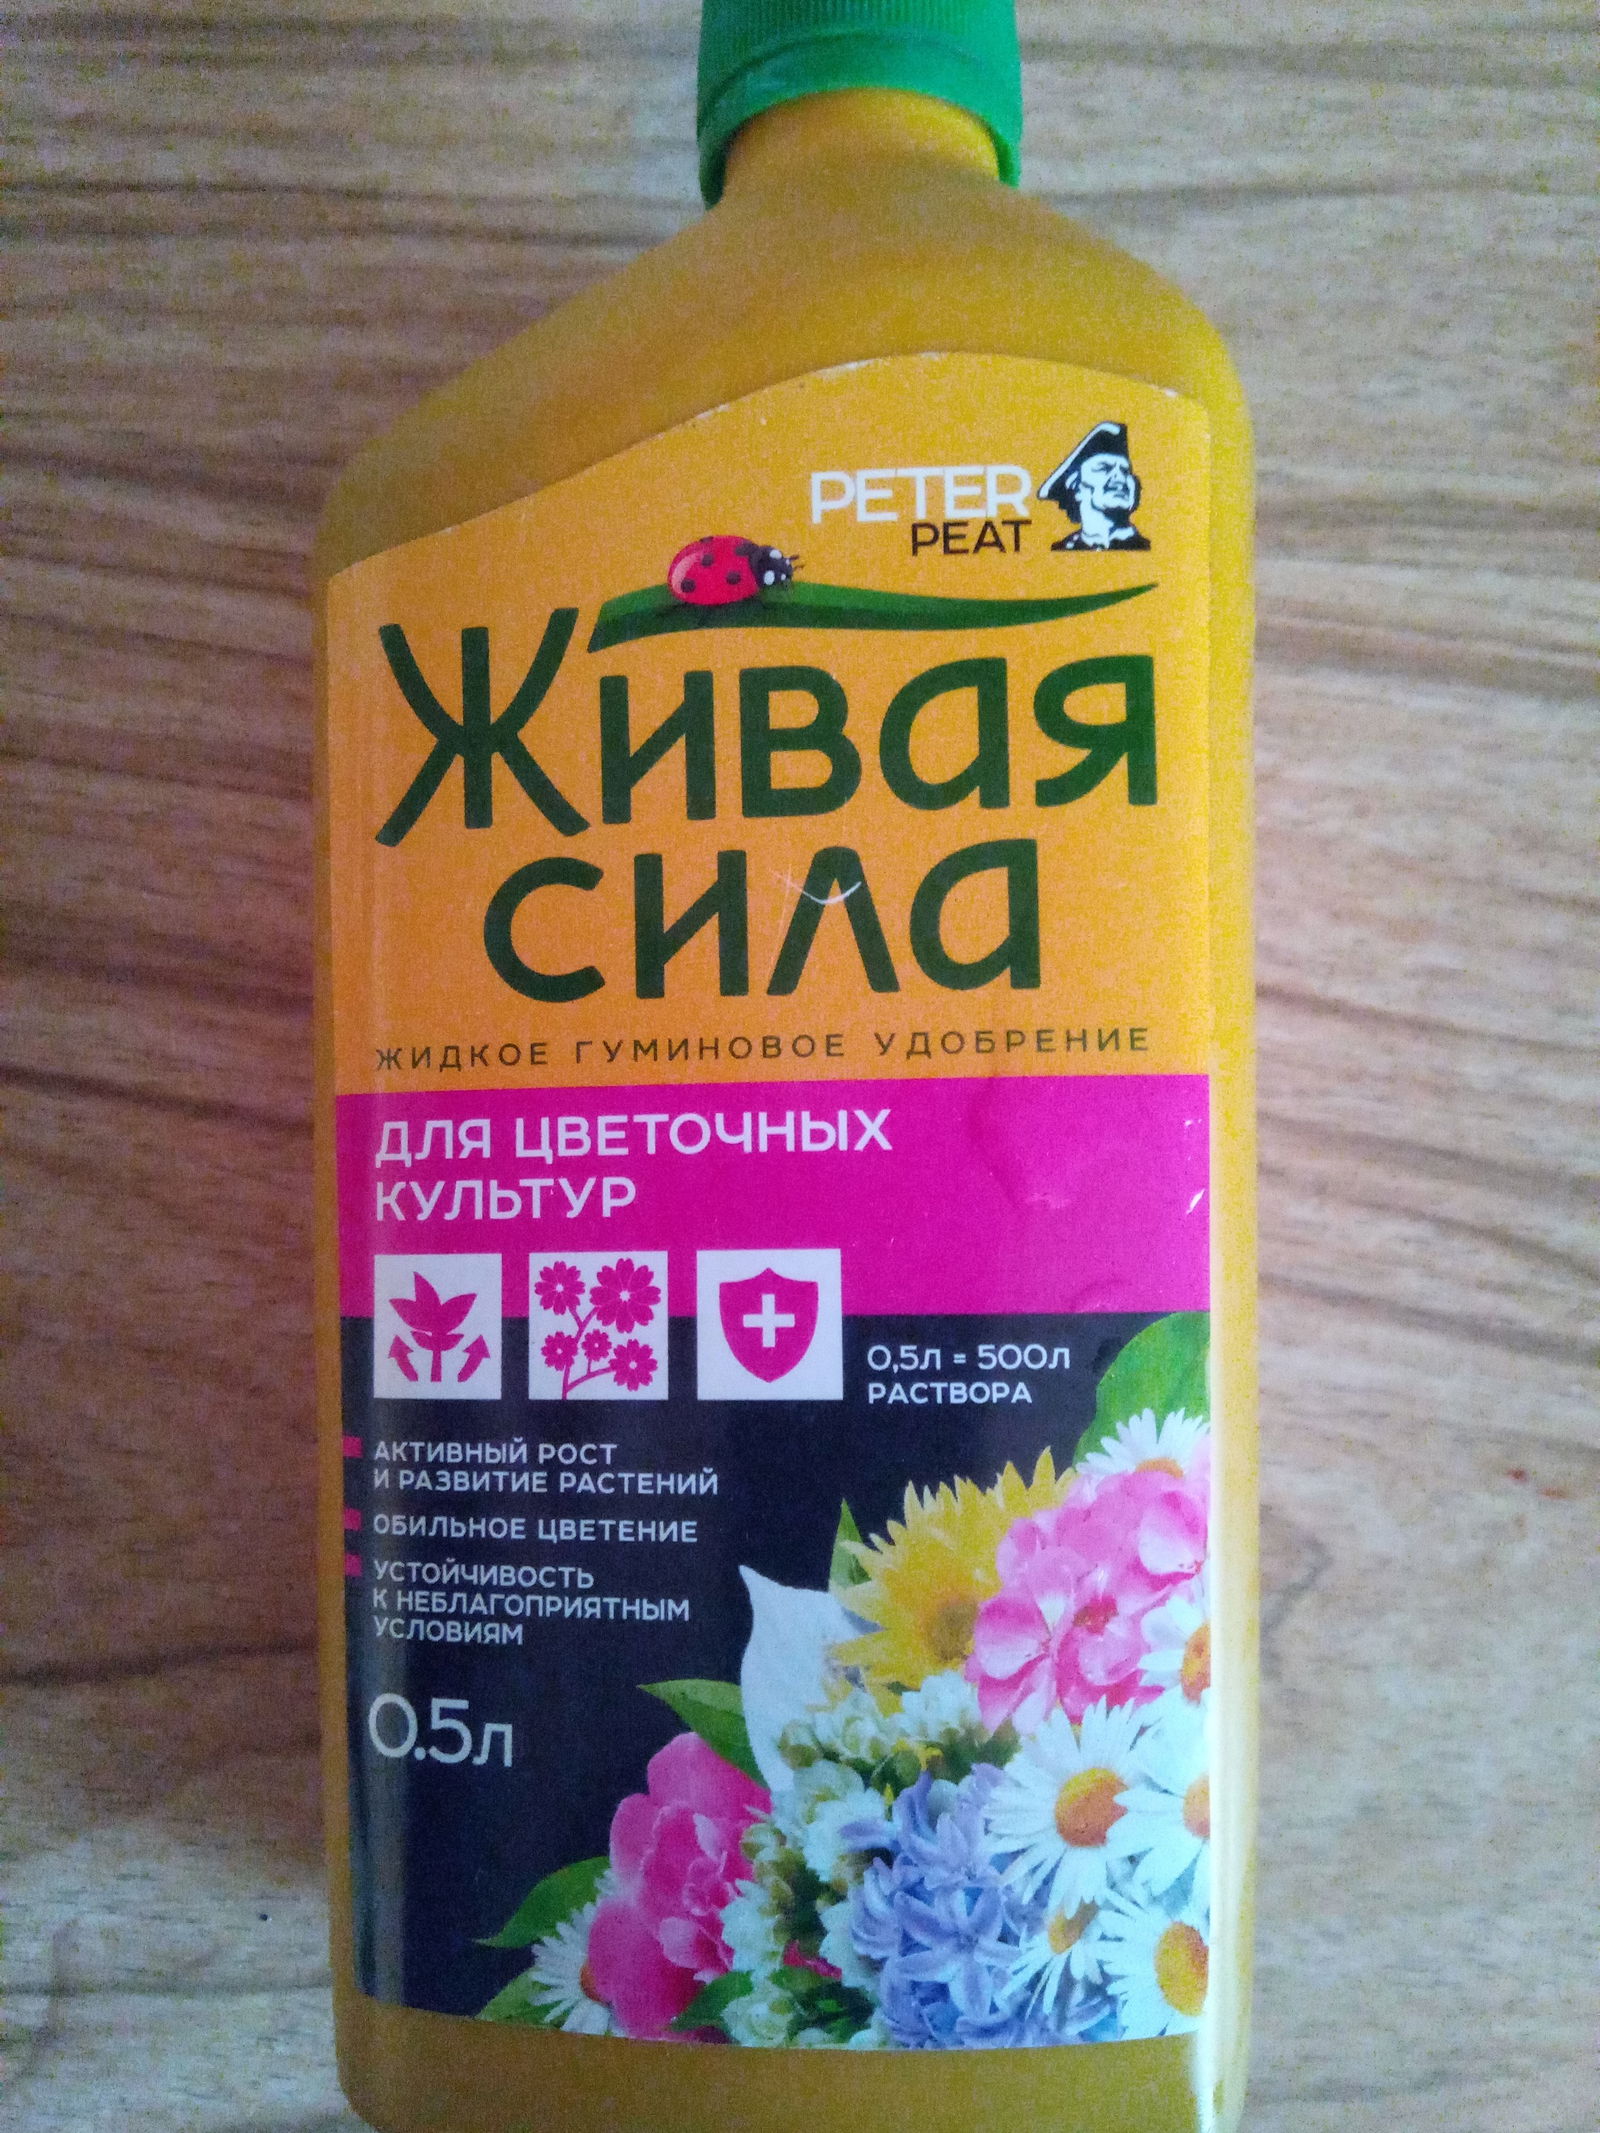 PETER
PEAT
Живая
сила
ЖИДКОЕ ГУМИНОВОЕ УДОБРЕНИЕ
ДЛЯ ЦВЕТОЧНЫХ
КУЛЬТУР
0,5л = 500л
РАСТВОРА
АКТИВНЫЙ РОСТ
И РАЗВИТИЕ РАСТЕНИЙ
ОБИЛЬНОЕ ЦВЕТЕНИЕ
УСТОЙЧИВОСТЬ
К НЕБЛАГОПРИЯТНЫМ
УСЛОВИЯМ
0.5л